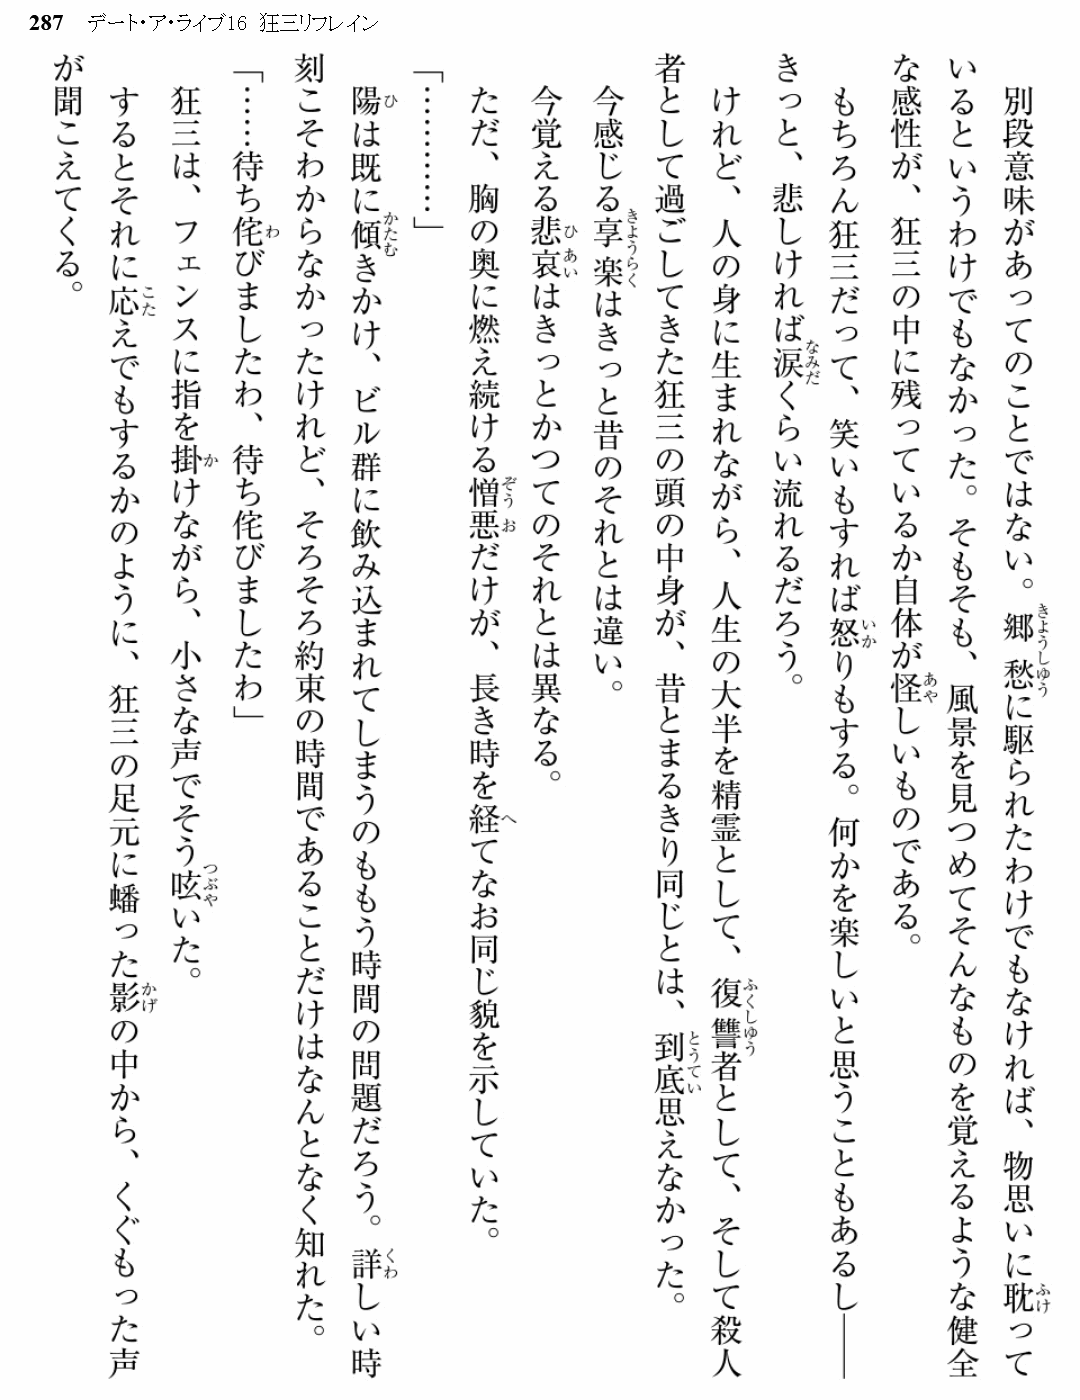 287 デート・ア・ライブ16 狂三リフレイン
別段意味があってのことではない。郷愁に駆られたわけでもなければ、物思いに耽って
いるというわけでもなかった。そもそも、風景を見つめてそんなものを覚えるような健全
な感性が、狂三の中に残っているか自体が怪しいものである。
もちろん狂三だって、笑いもすれば怒りもする。何かを楽しいと思うこともあるし――
きっと、悲しければ涙くらい流れるだろう。
けれど、人の身に生まれながら、人生の大半を精霊として、復讐者として、そして殺人
者として過ごしてきた狂三の頭の中身が、昔とまるきり同じとは、到底思えなかった。
今感じる享楽はきっと昔のそれとは違い。
今覚える悲哀はきっとかつてのそれとは異なる。
ただ、胸の奥に燃え続ける憎悪だけが、長き時を経てなお同じ貌を示していた。
「…………」
陽は既に傾きかけ、ビル群に飲み込まれてしまうのももう時間の問題だろう。詳しい時
刻こそわからなかったけれど、そろそろ約束の時間であることだけはなんとなく知れた。
「……待ち侘びましたわ、待ち侘びましたわ」
狂三は、フェンスに指を掛けながら、小さな声でそう呟いた。
するとそれに応えでもするかのように、狂三の足元に蟠った影の中から、くぐもった声
が聞こえてくる。